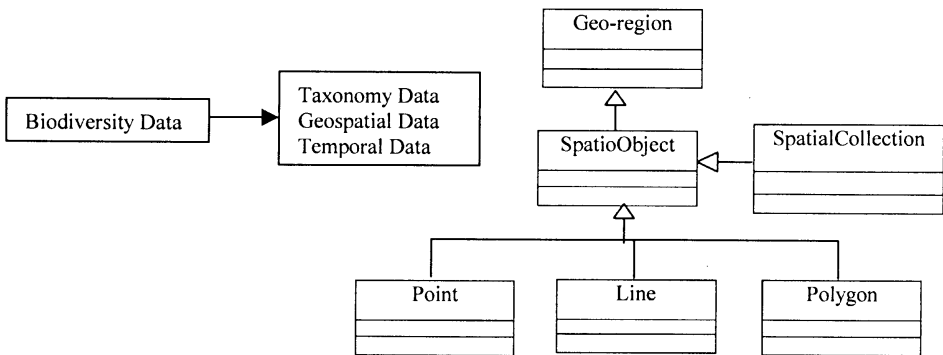 Biodiversity Data
Taxonomy Data
Geospatial Data
Temporal Data
Geo-region
SpatioObject
SpatialCollection
Point
Line
Polygon